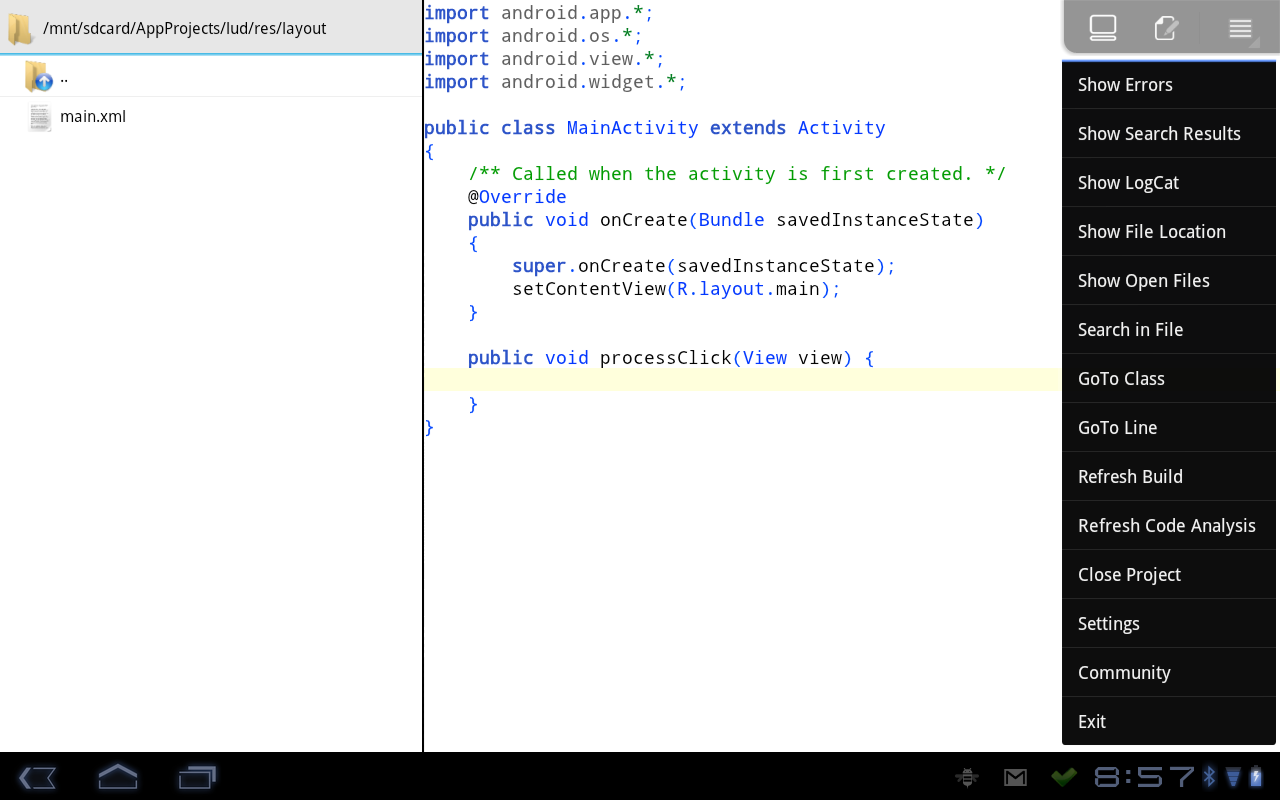 /mnt/sdcard/AppProjects/lud/res/layout
..
main.xml
import android.app.*;
import android.os.*;
import android.view.*;
import android.widget.*;
public class MainActivity extends Activity
{
/** Called when the activity is first created. */
@Override
public void onCreate(Bundle savedInstanceState)
{
super.onCreate(savedInstanceState);
setContentView(R.layout.main);
}
public void processClick(View view) {
}
}
Show Errors
Show Search Results
Show LogCat
Show File Location
Show Open Files
Search in File
GoTo Class
GoTo Line
Refresh Build
Refresh Code Analysis
Close Project
Settings
Community
Exit
8:57